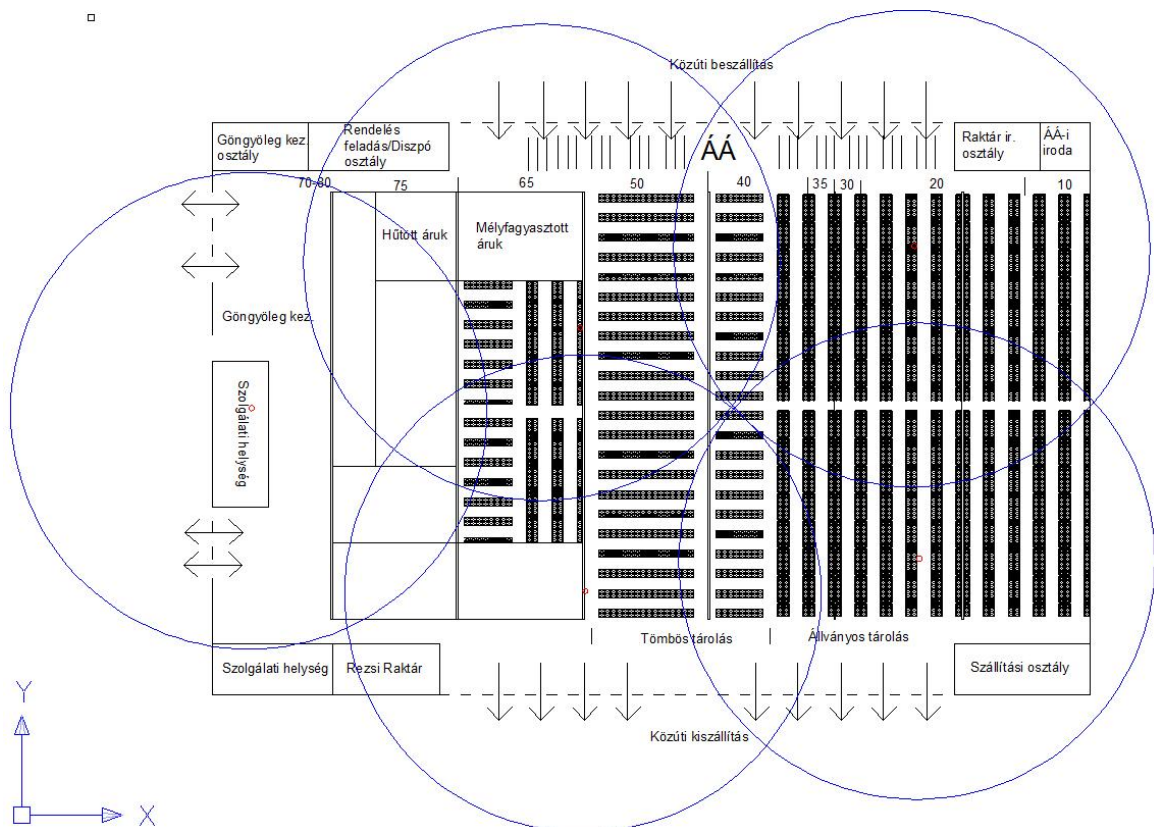 Közúti beszállítás
Göngyöleg kez.
osztály
Rendelés
feladás/Diszpó
osztály
ÁÁ
Raktár ir.
osztály
ÁÁ-i
iroda
70-80
75
65
50
40
35
30
20
10
Hűtött áruk
Mélyfagyasztott
áruk
Göngyöleg kez.
Szolgálati helység
Tömbös tárolás
Állványos tárolás
Szolgálati helység
Rezsi Raktár
Szállítási osztály
Közúti kiszállítás
Y
X